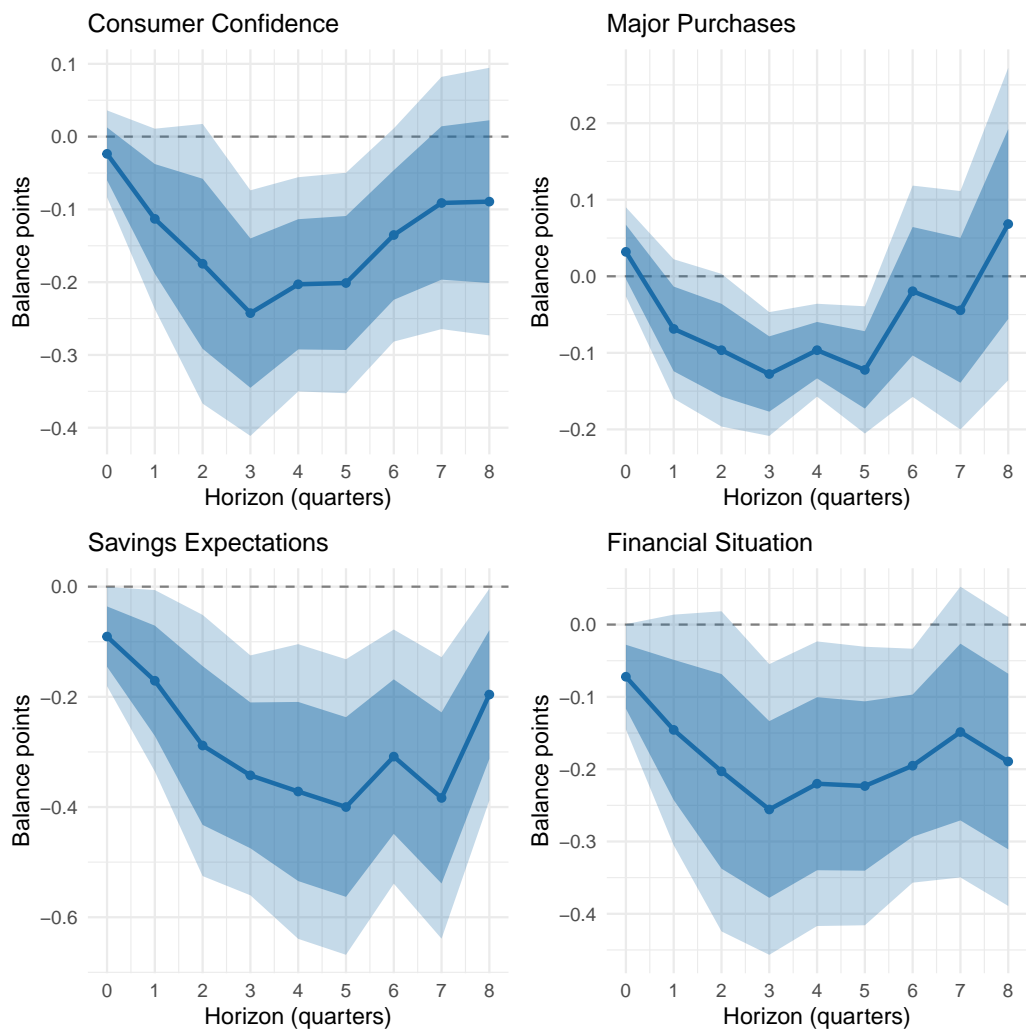 Consumer Confidence
Balance points
0.1
0.0
−0.1
−0.2
−0.3
−0.4
0 1 2 3 4 5 6 7 8
Horizon (quarters)
Major Purchases
Balance points
0.2
0.1
0.0
−0.1
−0.2
0 1 2 3 4 5 6 7 8
Horizon (quarters)
Savings Expectations
Balance points
0.0
−0.2
−0.4
−0.6
0 1 2 3 4 5 6 7 8
Horizon (quarters)
Financial Situation
Balance points
0.0
−0.1
−0.2
−0.3
−0.4
0 1 2 3 4 5 6 7 8
Horizon (quarters)